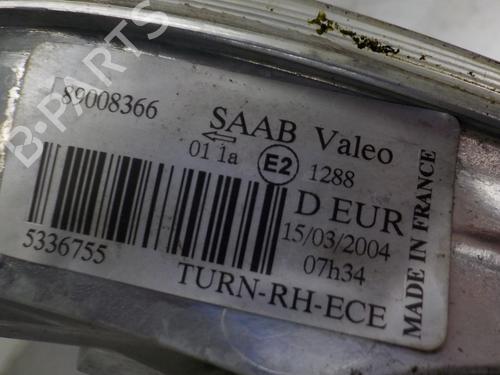 B-PARTS
89008366
SAAB Valeo
01 1a E2 1288
D EUR
15/03/2004
5336755 07h34
TURN-RH-ECE
MADE IN FRANCE